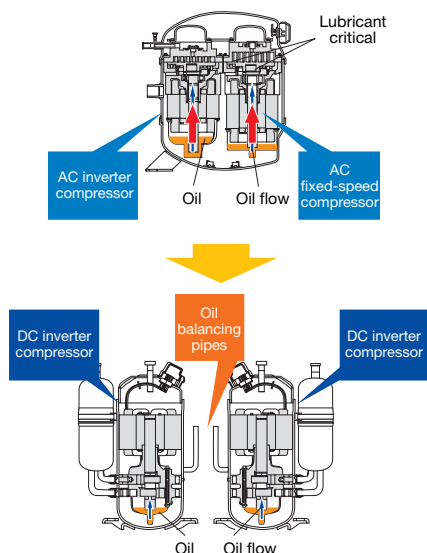 Lubricant
critical
AC inverter
compressor
Oil
Oil flow
AC
fixed-speed
compressor
Oil
balancing
pipes
DC inverter
compressor
DC inverter
compressor
Oil
Oil flow